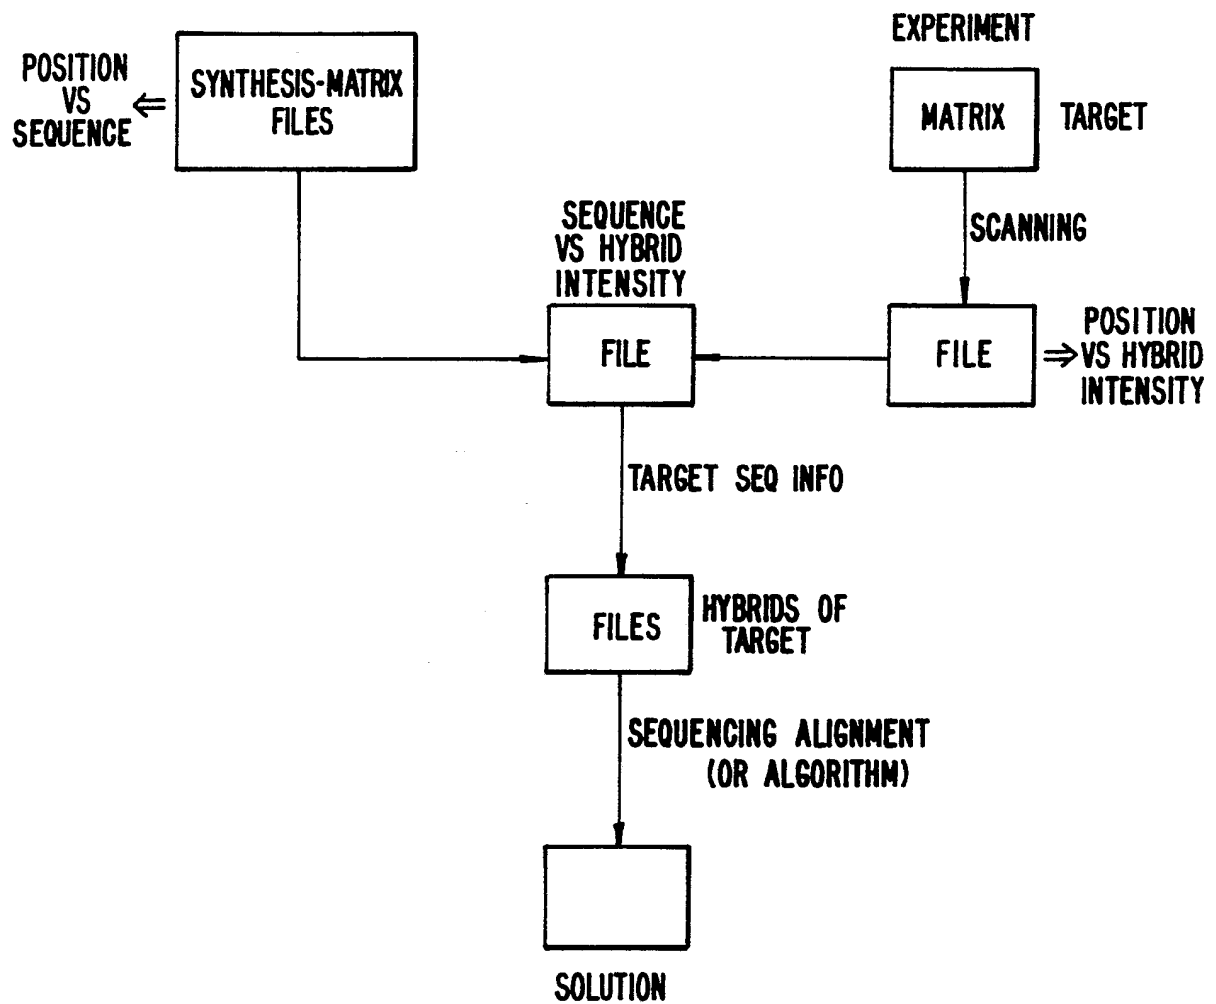 EXPERIMENT
POSITION
VS
SEQUENCE
SYNTHESIS-MATRIX
FILES
MATRIX
TARGET
SCANNING
SEQUENCE
VS HYBRID
INTENSITY
FILE
FILE
POSITION
VS HYBRID
INTENSITY
TARGET SEQ INFO
FILES
HYBRIDS OF
TARGET
SEQUENCING ALIGNMENT
(OR ALGORITHM)
SOLUTION